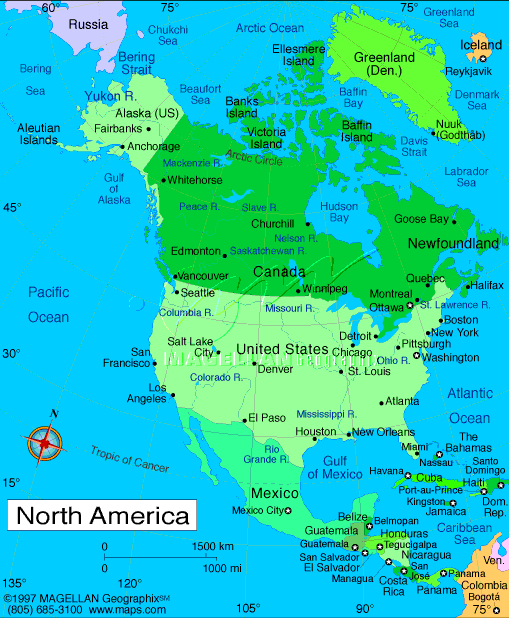 60°
75°
75°
Russia
Chukchi
Sea
Arctic Ocean
Greenland
Sea
Bering
Strait
Ellesmere
Island
Greenland
(Den.)
Iceland
Reykjavik
Bering
Sea
Yukon R.
Beaufort
Sea
Baffin
Bay
Denmark
Strait
Alaska (US)
Fairbanks
Banks
Island
Aleutian
Islands
Anchorage
Victoria
Island
Baffin
Island
Nuuk
(Godthåb)
Davis
Strait
Arctic Circle
Mackenzie R.
Gulf
of
Alaska
Whitehorse
Labrador
Sea
45°
Peace R.
Slave R.
Hudson
Bay
Churchill
Goose Bay
Nelson R.
Newfoundland
Edmonton
Saskatchewan R.
Canada
Vancouver
Winnipeg
Quebec
Halifax
Pacific
Ocean
Seattle
Montreal
Ottawa
St. Lawrence R.
Columbia R.
Missouri R.
Boston
Detroit
New York
30°
San
Francisco
Salt Lake
City
United States
Chicago
Pittsburgh
MAGELLAN Geographix
Ohio R.
Washington
Denver
St. Louis
Colorado R.
Los
Angeles
Atlantic
Ocean
Atlanta
El Paso
Mississippi R.
N
Houston
New Orleans
Tropic of Cancer
Rio
Grande R.
Gulf
of Mexico
Miami
Nassau
The
Bahamas
Havana
Cuba
Santo
Domingo
15°
Mexico
Port-au-Prince
Haiti
Kingston
Jamaica
Dom.
Rep.
Mexico City
North America
Belize
Belmopan
Caribbean
Sea
Guatemala
Honduras
Guatemala
Tegucigalpa
0
1500 km
San Salvador
El Salvador
Nicaragua
Ven.
0
1000 mi
Managua
San
José
Panama
Costa
Rica
Panama
Colombia
Bogotá
135°
120°
105°
90°
75°
©1997 MAGELLAN Geographix℠
(805) 685-3100 www.maps.com